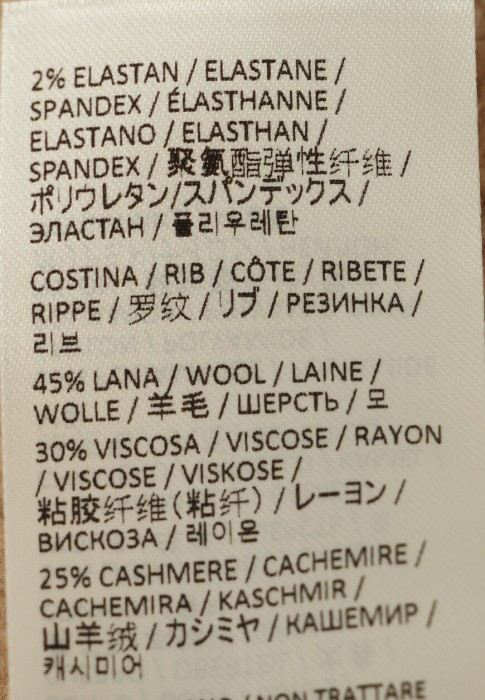 2% ELASTAN / ELASTANE /
SPANDEX / ÉLASTHANNE /
ELASTANO / ELASTHAN /
SPANDEX / 聚氨酯弹性纤维 /
ポリウレタン/スパンデックス /
ЭЛАСТАН / 폴리우레탄
COSTINA / RIB / CÔTE / RIBETE /
RIPPE / 罗纹 / リブ / РЕЗИНКА /
리브
45% LANA / WOOL / LAINE /
WOLLE / 羊毛 / ШЕРСТЬ / 모
30% VISCOSA / VISCOSE / RAYON
/ VISCOSE / VISKOSE /
粘胶纤维(粘纤) / レーヨン /
ВИСКОЗА / 레이온
25% CASHMERE / CACHEMIRE /
CACHEMIRA / KASCHMIR /
山羊绒 / カシミヤ / КАШЕМИР /
캐시미어
/ NON TRATTARE